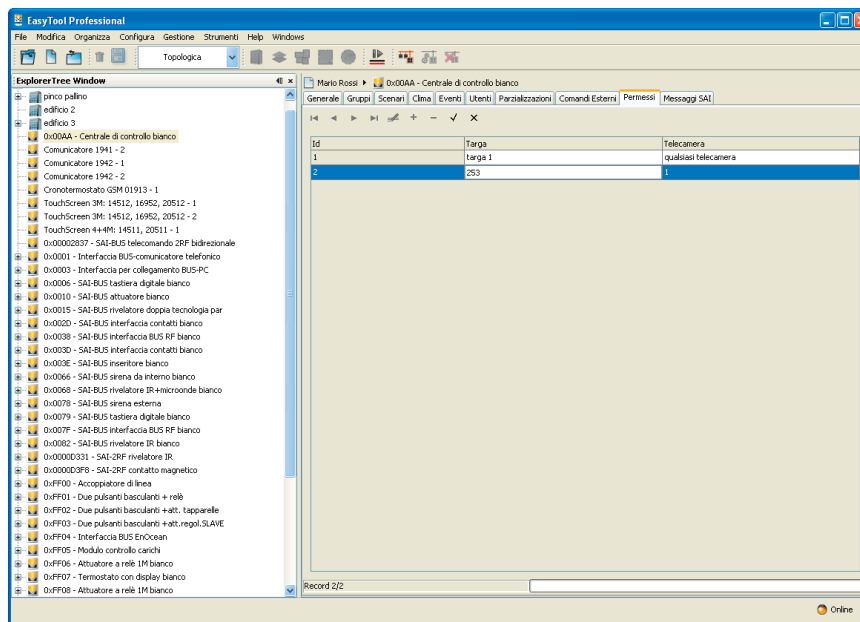 EasyTool Professional
File Modifica Organizza Configura Gestione Strumenti Help Windows
Topologica
ExplorerTree Window
pinco pallino
edificio 2
edificio 3
0x00AA - Centrale di controllo bianco
Comunicatore 1941 - 2
Comunicatore 1942 - 1
Comunicatore 1942 - 2
Cronotermostato GSM 01913 - 1
TouchScreen 3M: 14512, 16952, 20512 - 1
TouchScreen 3M: 14512, 16952, 20512 - 2
TouchScreen 4+4M: 14511, 20511 - 1
0x00002837 - SAI-BUS telecomando 2RF bidirezionale
0x0001 - Interfaccia BUS-comunicatore telefonico
0x0003 - Interfaccia per collegamento BUS-PC
0x0006 - SAI-BUS tastiera digitale bianco
0x0010 - SAI-BUS attuatore bianco
0x0015 - SAI-BUS rivelatore doppia tecnologia par
0x002D - SAI-BUS interfaccia contatti bianco
0x0038 - SAI-BUS interfaccia BUS RF bianco
0x003D - SAI-BUS interfaccia contatti bianco
0x003E - SAI-BUS inseritore bianco
0x0066 - SAI-BUS sirena da interno bianco
0x0068 - SAI-BUS rivelatore IR+microonde bianco
0x0078 - SAI-BUS sirena esterna
0x0079 - SAI-BUS tastiera digitale bianco
0x007F - SAI-BUS interfaccia BUS RF bianco
0x0082 - SAI-BUS rivelatore IR bianco
0x0000D331 - SAI-2RF rivelatore IR
0x0000D3F8 - SAI-2RF contatto magnetico
0xFF00 - Accoppiatore di linea
0xFF01 - Due pulsanti basculanti + relè
0xFF02 - Due pulsanti basculanti +att. tapparelle
0xFF03 - Due pulsanti basculanti +att.regol.SLAVE
0xFF04 - Interfaccia BUS EnOcean
0xFF05 - Modulo controllo carichi
0xFF06 - Attuatore a relè 1M bianco
0xFF07 - Termostato con display bianco
0xFF08 - Attuatore a relè 1M bianco
Mario Rossi 0x00AA - Centrale di controllo bianco
Generale Gruppi Scenari Clima Eventi Utenti Parzializzazioni Comandi Esterni Permessi Messaggi SAI
Id Targa Telecamera
1 targa 1 qualsiasi telecamera
2 253 1
Record 2/2
Online